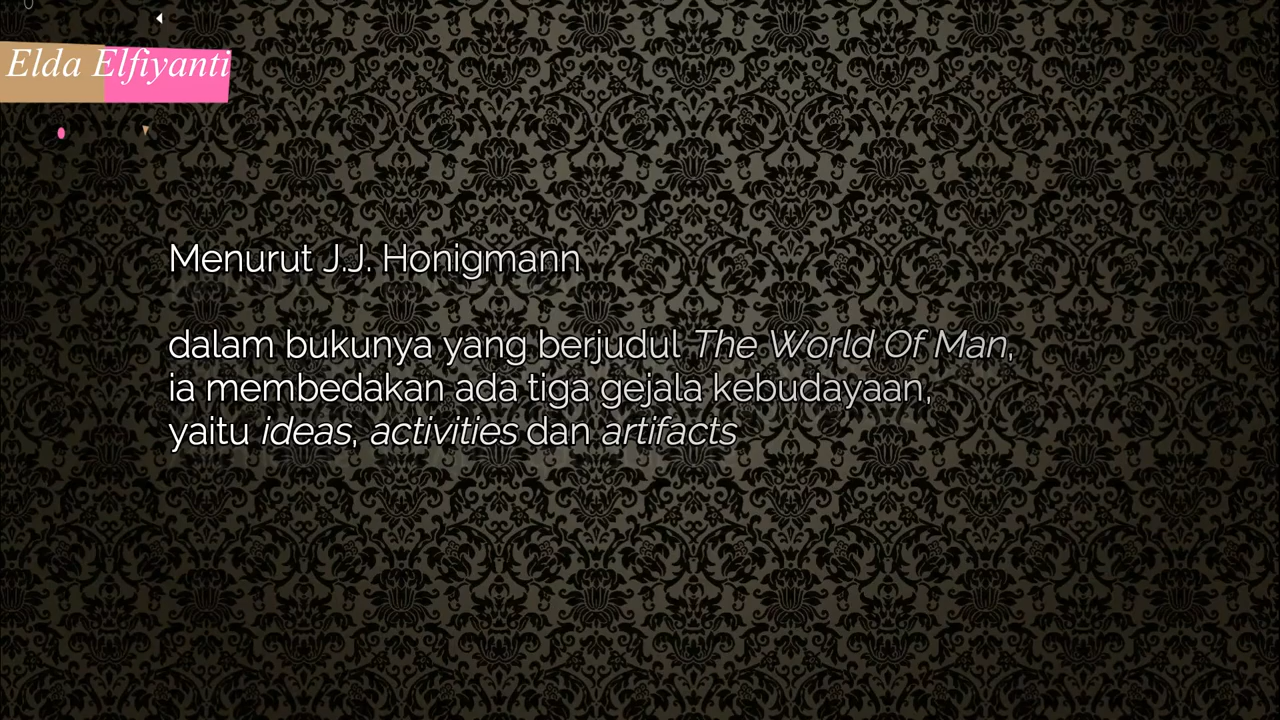 Elda Elfiyanti
Menurut J.J. Honigmann
dalam bukunya yang berjudul The World Of Man,
ia membedakan ada tiga gejala kebudayaan,
yaitu ideas, activities dan artifacts